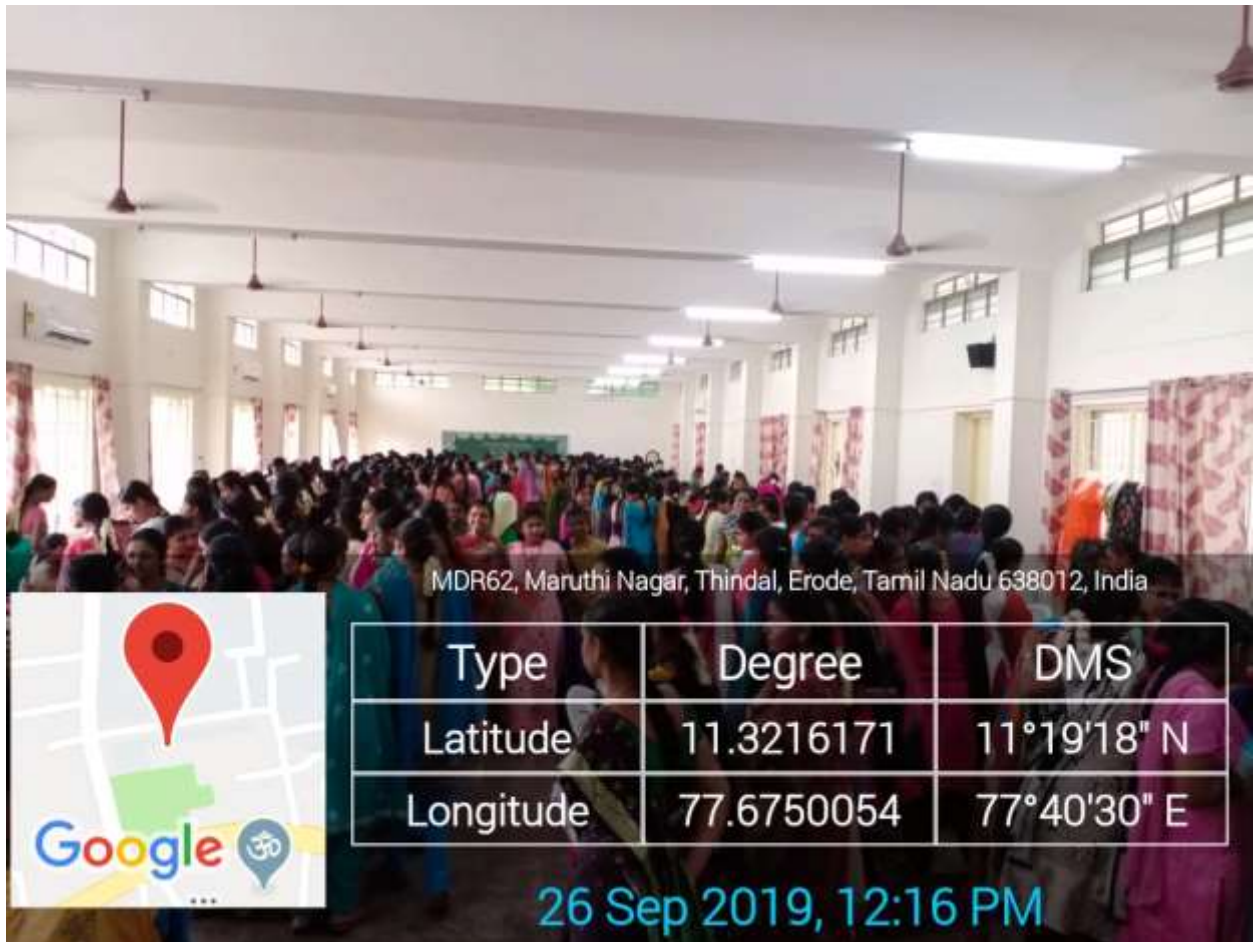 MDR62, Maruthi Nagar, Thindal, Erode, Tamil Nadu 638012, India
Type Degree DMS
Latitude 11.3216171 11°19'18" N
Longitude 77.6750054 77°40'30" E
Google ॐ
26 Sep 2019, 12:16 PM